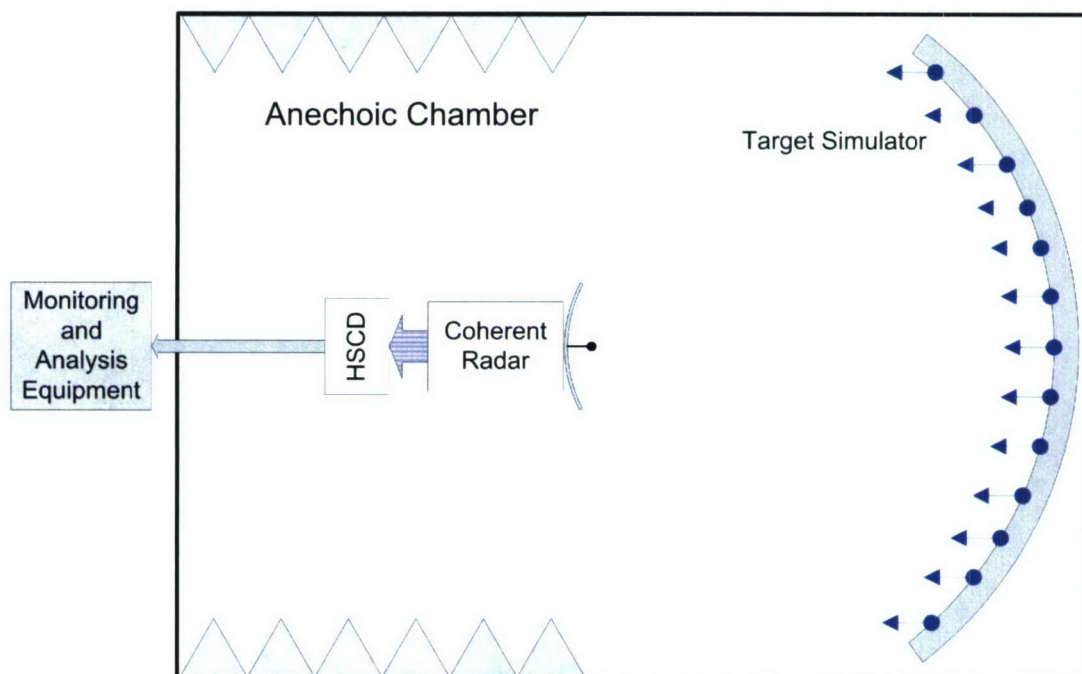 Anechoic Chamber
Target Simulator
Monitoring
and
Analysis
Equipment
HSCD
Coherent
Radar